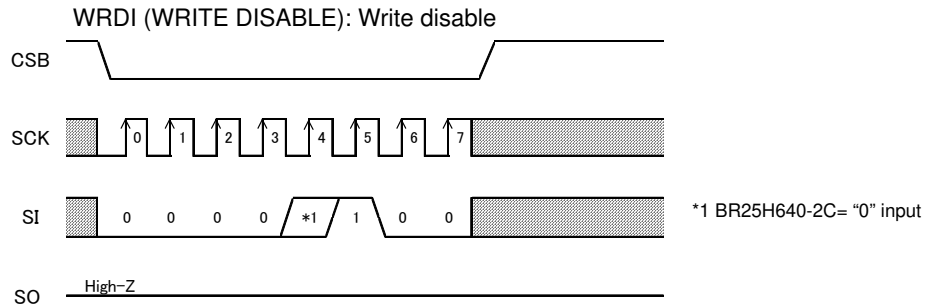 WRDI (WRITE DISABLE): Write disable
CSB
SCK 0 1 2 3 4 5 6 7
SI 0 0 0 0 *1 1 0 0
*1 BR25H640-2C= “0” input
High-Z
SO